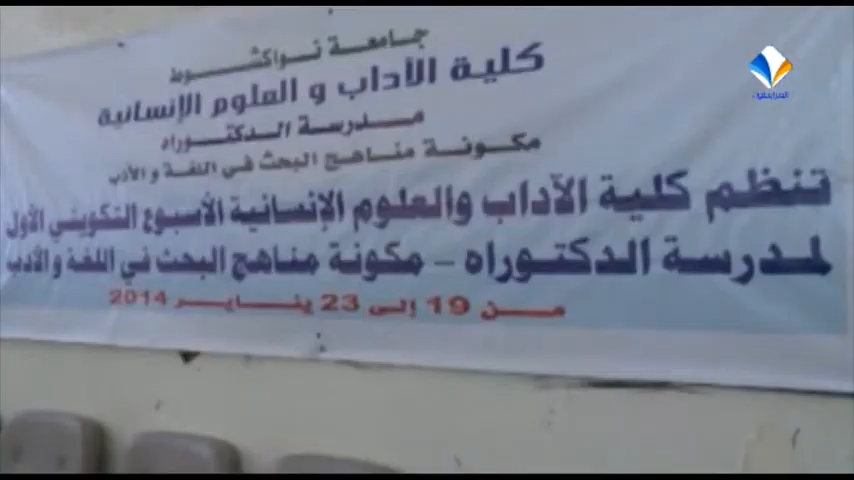 جامعة نواكشوط
كلية الآداب و العلوم الإنسانية
مدرسة الدكتوراه
مكونة مناهج البحث في اللغة و الأدب
تنظم كلية الآداب والعلوم الإنسانية الأسبوع التكويني الأول
لمدرسة الدكتوراه - مكونة مناهج البحث في اللغة والأدب
من 19 إلى 23 يناير 2014
المرابطون